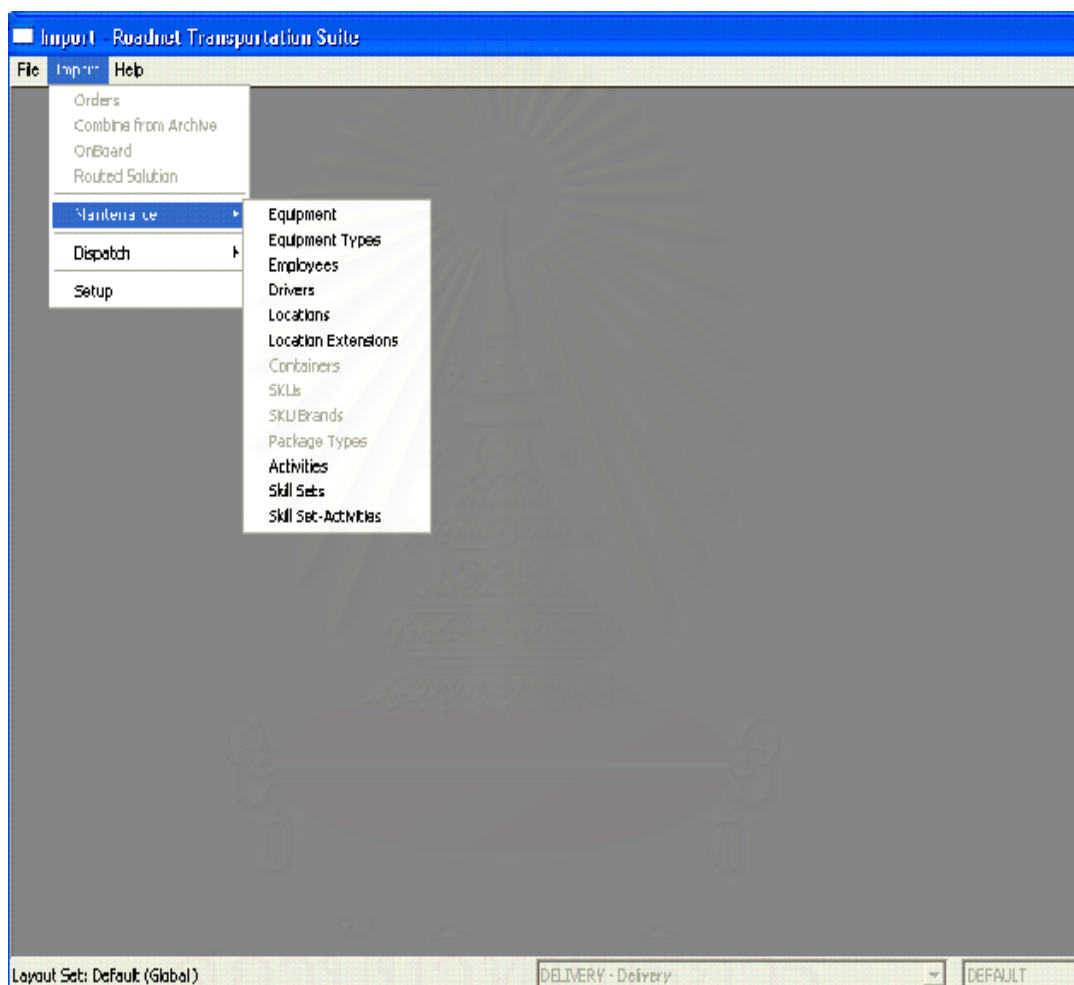 Import - Roadnet Transportation Suite
File Import Help
Orders
Combine from Archive
OnBoard
Routed Solution
Maintenance
Dispatch
Setup
Equipment
Equipment Types
Employees
Drivers
Locations
Location Extensions
Containers
SKUs
SKU Brands
Package Types
Activities
Skill Sets
Skill Set-Activities
Layout Set: Default (Global) DELIVERY - Delivery DEFAULT